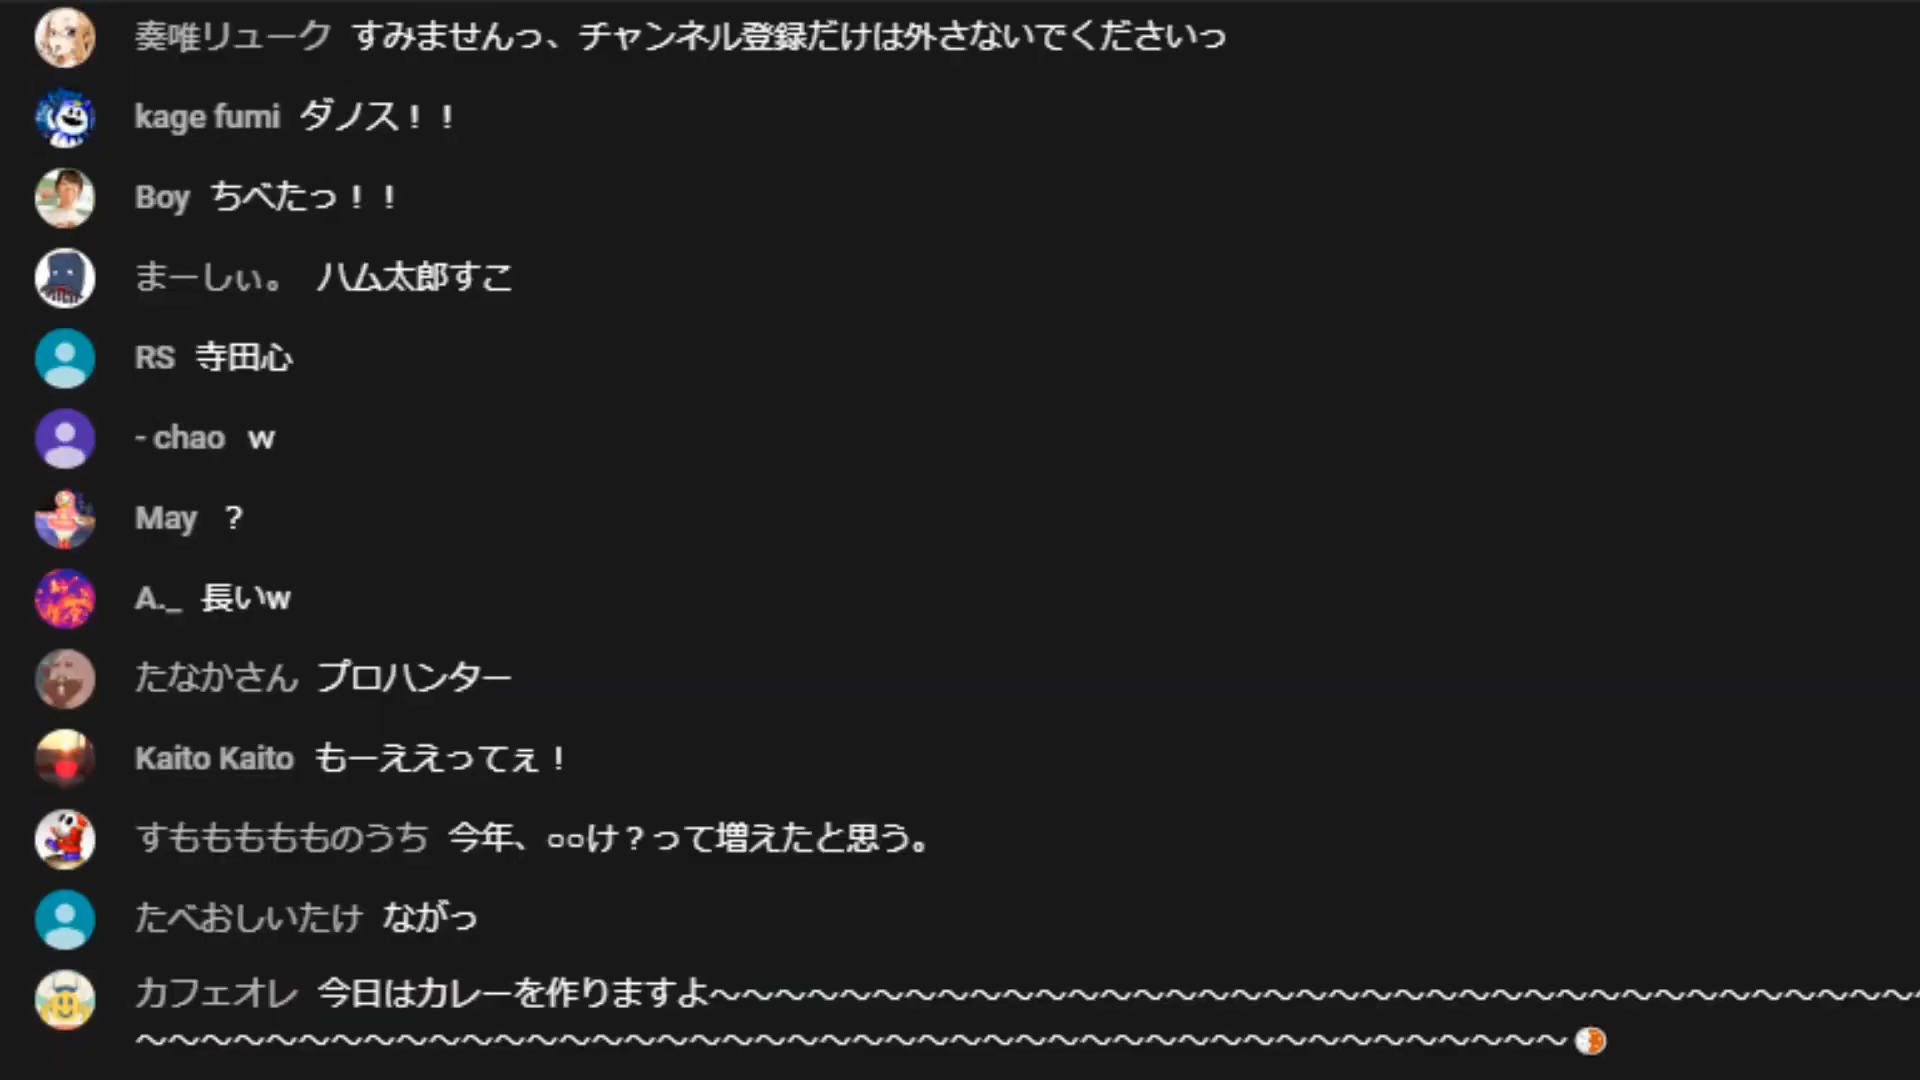 奏唯リューク すみませんっ、チャンネル登録だけは外さないでくださいっ
kage fumi ダノス！！
Boy ちべたっ！！
まーしぃ。 ハム太郎すこ
RS 寺田心
- chao w
May ？
A._ 長いw
たなかさん プロハンター
Kaito Kaito もーええってぇ！
すもももももものうち 今年、○○け？って増えたと思う。
たべおしいたけ ながっ
カフェオレ 今日はカレーを作りますよ〜〜〜〜〜〜〜〜〜〜〜〜〜〜〜〜〜〜〜〜〜〜〜〜〜〜〜〜〜〜〜〜〜〜〜〜〜
〜〜〜〜〜〜〜〜〜〜〜〜〜〜〜〜〜〜〜〜〜〜〜〜〜〜〜〜〜〜〜〜〜〜〜〜〜〜〜〜〜〜〜〜🍛